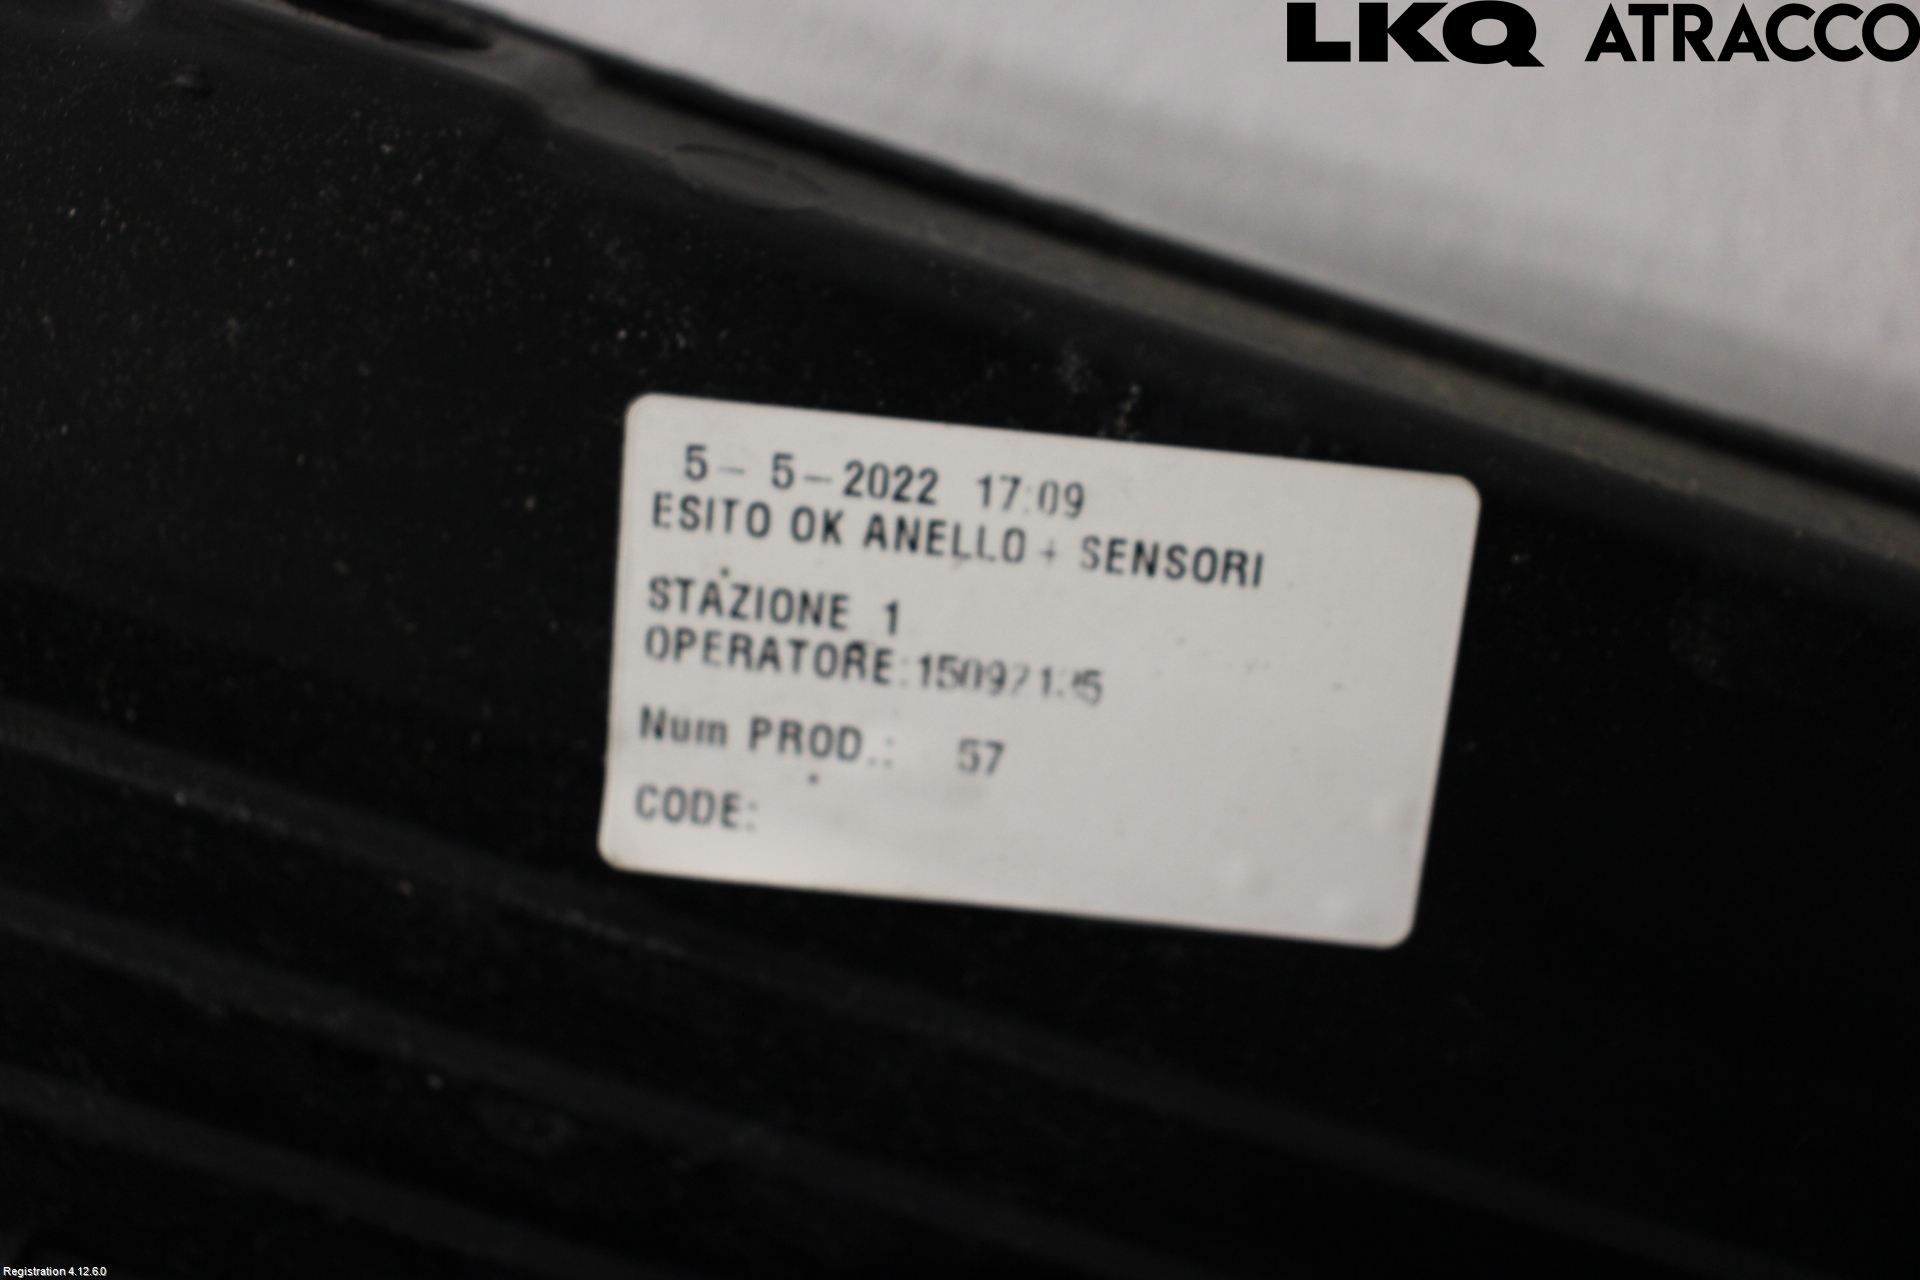 LKQ ATRACCO
5- 5-2022 17:09
ESITO OK ANELLO + SENSORI
STAZIONE 1
OPERATORE:
Num PROD.: 57
CODE:
Registration 4.12.6.0